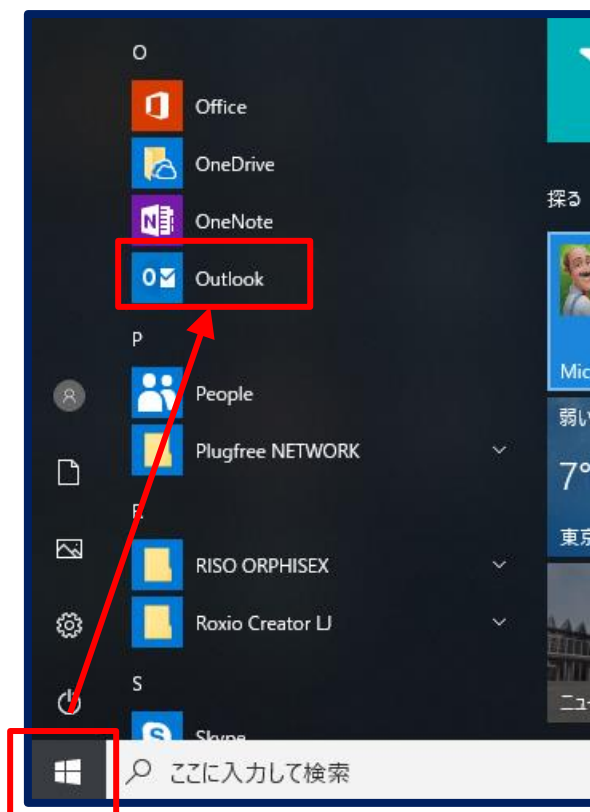 O
Office
OneDrive
OneNote
Outlook
P
People
Plugfree NETWORK
R
RISO ORPHISEX
Roxio Creator LJ
S
Skype
ここに入力して検索
探る
Mic
弱い
7°
東京
ニュー